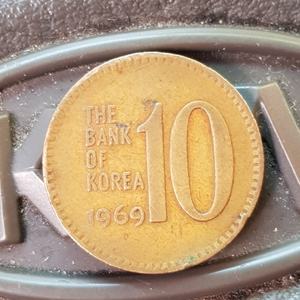 THE
BANK
OF
KOREA
1969
10